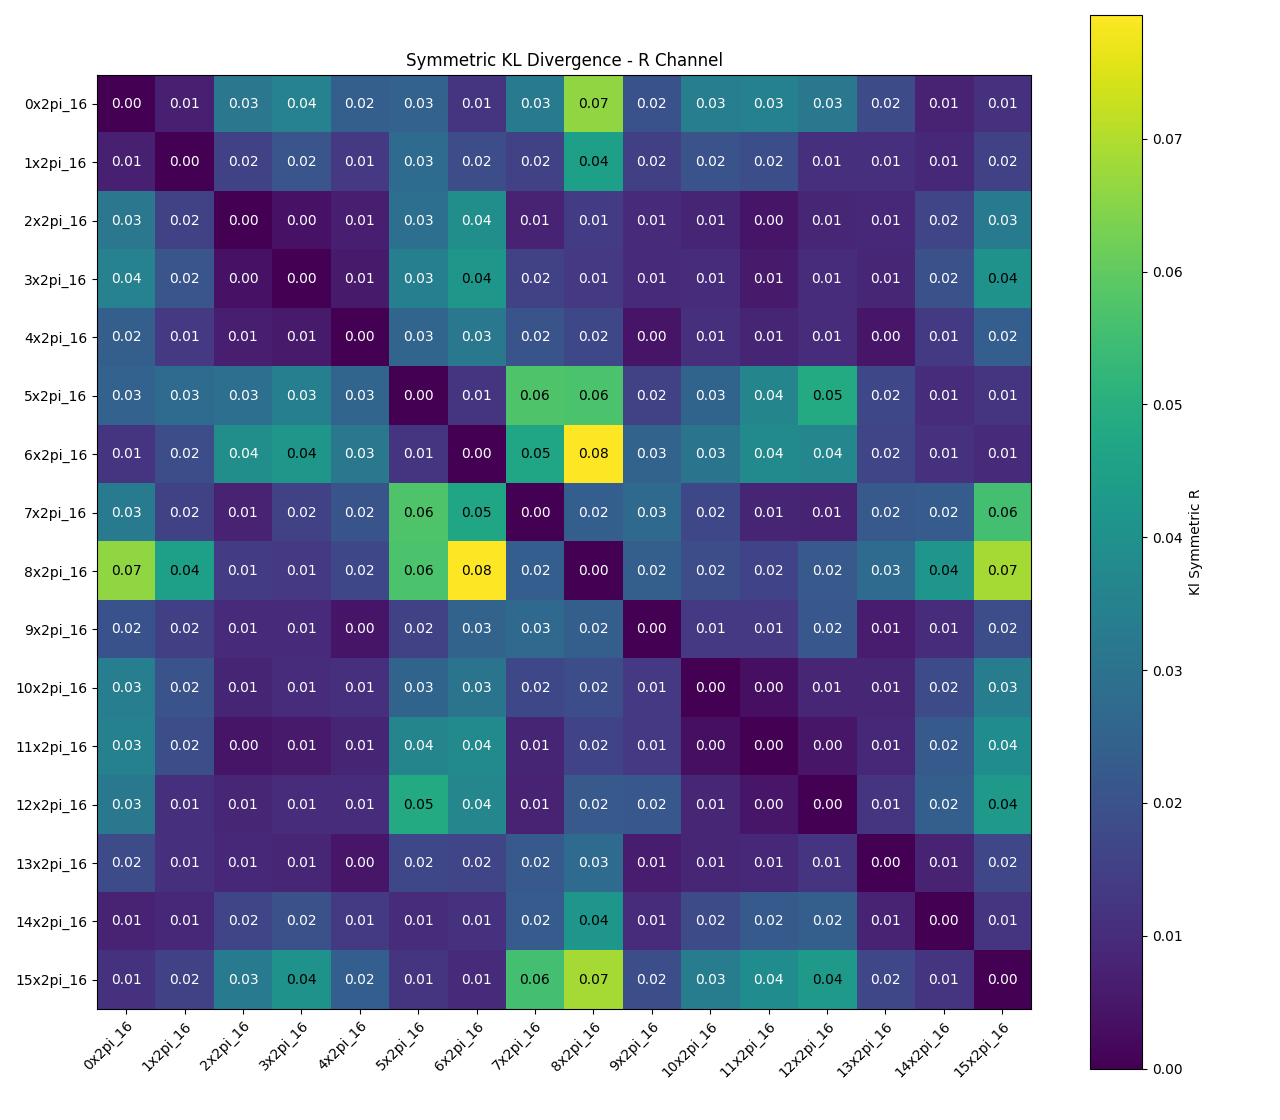 Symmetric KL Divergence - R Channel
0x2pi_16 0.00 0.01 0.03 0.04 0.02 0.03 0.01 0.03 0.07 0.02 0.03 0.03 0.03 0.02 0.01 0.01
1x2pi_16 0.01 0.00 0.02 0.02 0.01 0.03 0.02 0.02 0.04 0.02 0.02 0.02 0.01 0.01 0.01 0.02
2x2pi_16 0.03 0.02 0.00 0.00 0.01 0.03 0.04 0.01 0.01 0.01 0.01 0.00 0.01 0.01 0.02 0.03
3x2pi_16 0.04 0.02 0.00 0.00 0.01 0.03 0.04 0.02 0.01 0.01 0.01 0.01 0.01 0.01 0.02 0.04
4x2pi_16 0.02 0.01 0.01 0.01 0.00 0.03 0.03 0.02 0.02 0.00 0.01 0.01 0.01 0.00 0.01 0.02
5x2pi_16 0.03 0.03 0.03 0.03 0.03 0.00 0.01 0.06 0.06 0.02 0.03 0.04 0.05 0.02 0.01 0.01
6x2pi_16 0.01 0.02 0.04 0.04 0.03 0.01 0.00 0.05 0.08 0.03 0.03 0.04 0.04 0.02 0.01 0.01
7x2pi_16 0.03 0.02 0.01 0.02 0.02 0.06 0.05 0.00 0.02 0.03 0.02 0.01 0.01 0.02 0.02 0.06
8x2pi_16 0.07 0.04 0.01 0.01 0.02 0.06 0.08 0.02 0.00 0.02 0.02 0.02 0.02 0.03 0.04 0.07
9x2pi_16 0.02 0.02 0.01 0.01 0.00 0.02 0.03 0.03 0.02 0.00 0.01 0.01 0.02 0.01 0.01 0.02
10x2pi_16 0.03 0.02 0.01 0.01 0.01 0.03 0.03 0.02 0.02 0.01 0.00 0.00 0.01 0.01 0.02 0.03
11x2pi_16 0.03 0.02 0.00 0.01 0.01 0.04 0.04 0.01 0.02 0.01 0.00 0.00 0.00 0.01 0.02 0.04
12x2pi_16 0.03 0.01 0.01 0.01 0.01 0.05 0.04 0.01 0.02 0.02 0.01 0.00 0.00 0.01 0.02 0.04
13x2pi_16 0.02 0.01 0.01 0.01 0.00 0.02 0.02 0.02 0.03 0.01 0.01 0.01 0.01 0.00 0.01 0.02
14x2pi_16 0.01 0.01 0.02 0.02 0.01 0.01 0.01 0.02 0.04 0.01 0.02 0.02 0.02 0.01 0.00 0.01
15x2pi_16 0.01 0.02 0.03 0.04 0.02 0.01 0.01 0.06 0.07 0.02 0.03 0.04 0.04 0.02 0.01 0.00
0x2pi_16 1x2pi_16 2x2pi_16 3x2pi_16 4x2pi_16 5x2pi_16 6x2pi_16 7x2pi_16 8x2pi_16 9x2pi_16 10x2pi_16 11x2pi_16 12x2pi_16 13x2pi_16 14x2pi_16 15x2pi_16
0.07
0.06
0.05
0.04
0.03
0.02
0.01
0.00
Kl Symmetric R